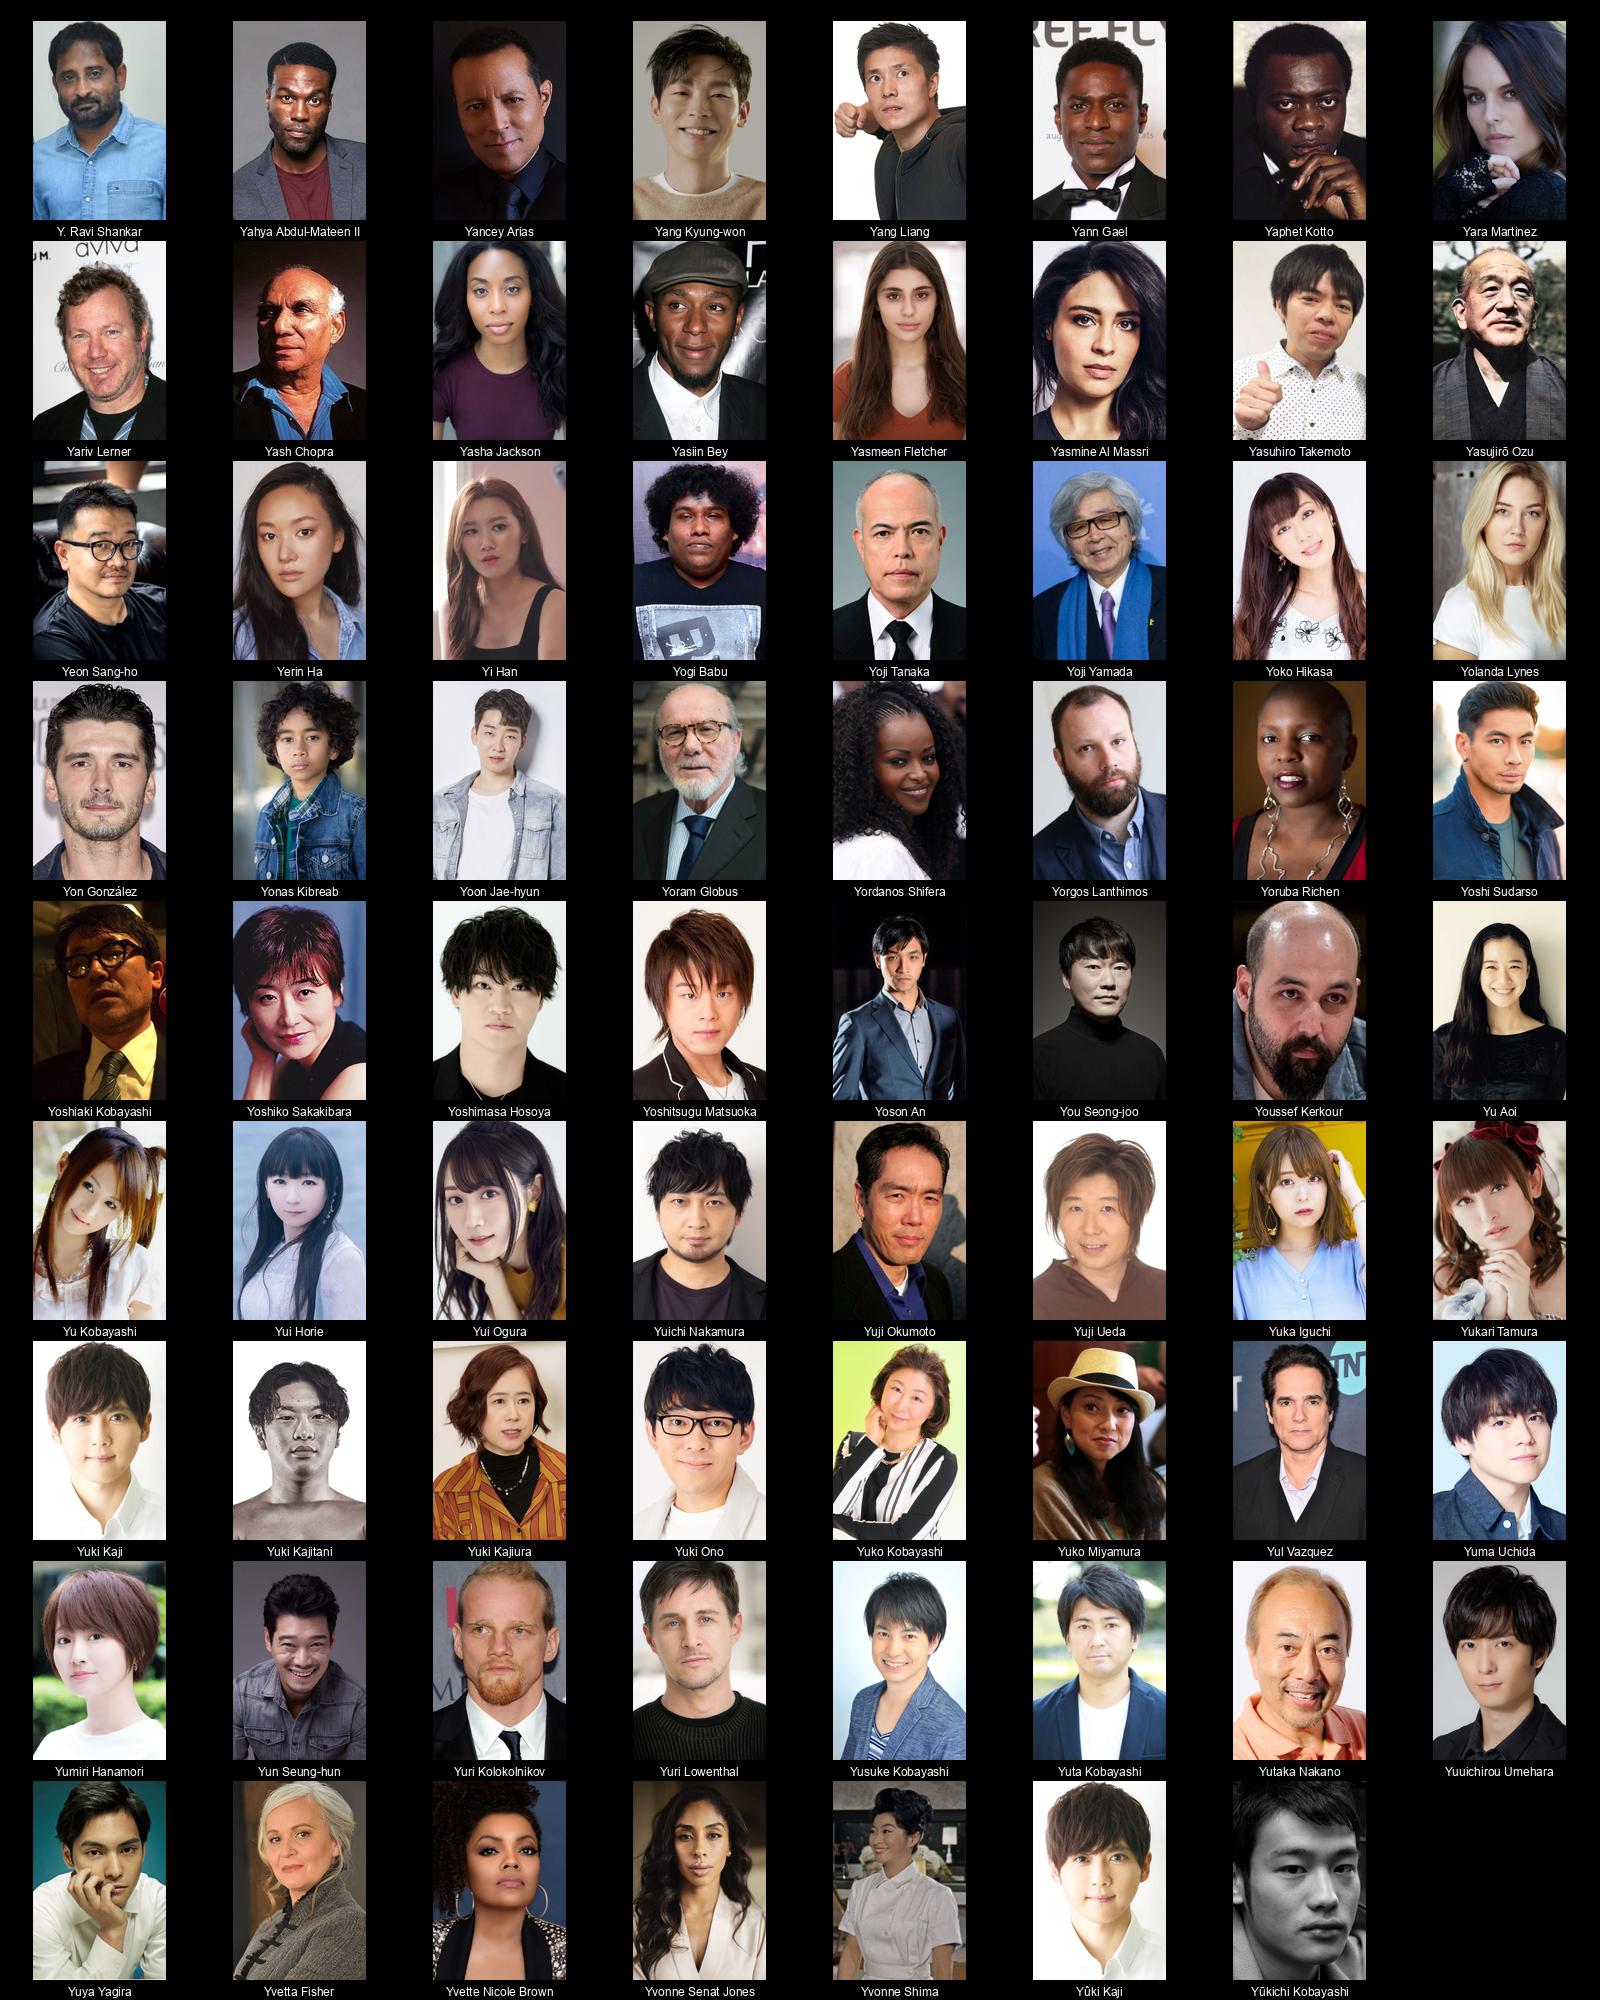 REE FLY
Y. Ravi Shankar
Yahya Abdul-Mateen II
Yancey Arias
Yang Kyung-won
Yang Liang
Yann Gael
Yaphet Kotto
Yara Martinez
UM
aviva
Yariv Lerner
Yash Chopra
Yasha Jackson
Yasiin Bey
Yasmeen Fletcher
Yasmine Al Massri
Yasuhiro Takemoto
Yasujirō Ozu
Yeon Sang-ho
Yerin Ha
Yi Han
Yogi Babu
Yoji Tanaka
Yoji Yamada
Yoko Hikasa
Yolanda Lynes
Yon González
Yonas Kibreab
Yoon Jae-hyun
Yoram Globus
Yordanos Shifera
Yorgos Lanthimos
Yoruba Richen
Yoshi Sudarso
Yoshiaki Kobayashi
Yoshiko Sakakibara
Yoshimasa Hosoya
Yoshitsugu Matsuoka
Yoson An
You Seong-joo
Youssef Kerkour
Yu Aoi
Yu Kobayashi
Yui Horie
Yui Ogura
Yuichi Nakamura
Yuji Okumoto
Yuji Ueda
Yuka Iguchi
Yukari Tamura
TNT
Yuki Kaji
Yuki Kajitani
Yuki Kajiura
Yuki Ono
Yuko Kobayashi
Yuko Miyamura
Yul Vazquez
Yuma Uchida
Yumiri Hanamori
Yun Seung-hun
Yuri Kolokolnikov
Yuri Lowenthal
Yusuke Kobayashi
Yuta Kobayashi
Yutaka Nakano
Yuuichirou Umehara
Yuya Yagira
Yvetta Fisher
Yvette Nicole Brown
Yvonne Senat Jones
Yvonne Shima
Yûki Kaji
Yūkichi Kobayashi